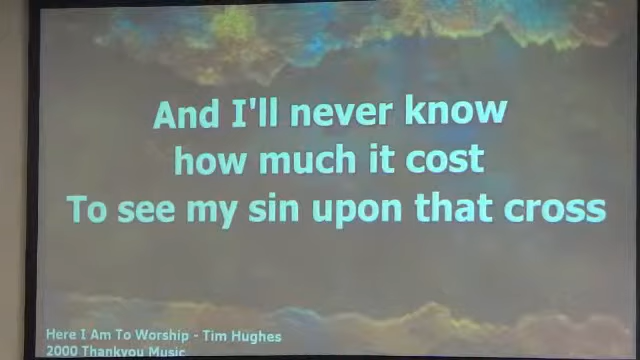 And I'll never know
how much it cost
To see my sin upon that cross
Here I Am To Worship - Tim Hughes
2000 Thankyou Music